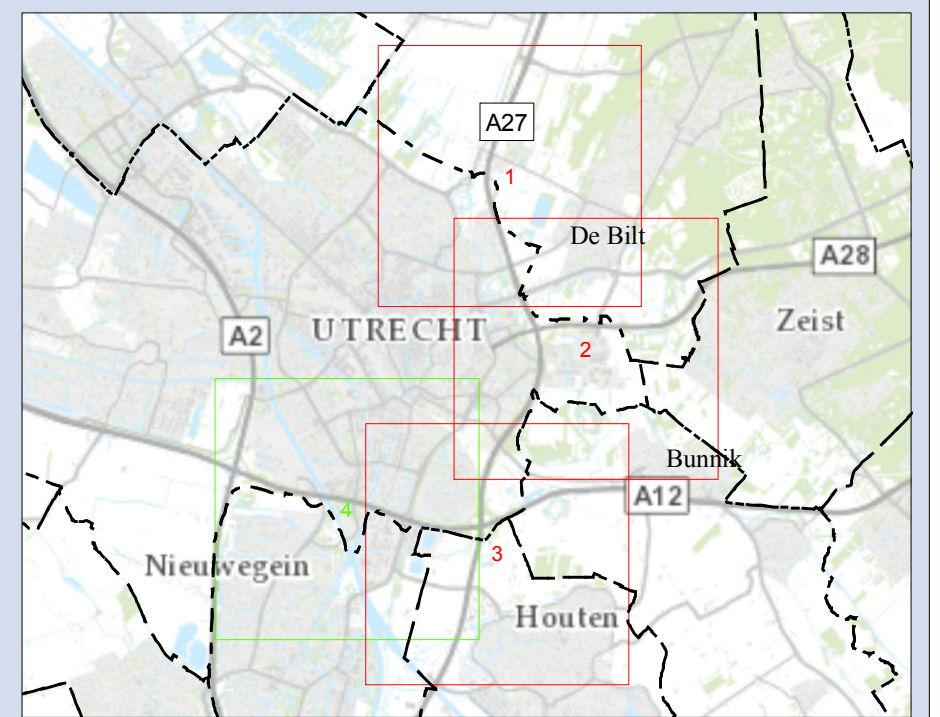 A27
1
De Bilt
A28
Zeist
A2
UTRECHT
2
Bunnik
A12
4
3
Nieuwegein
Houten